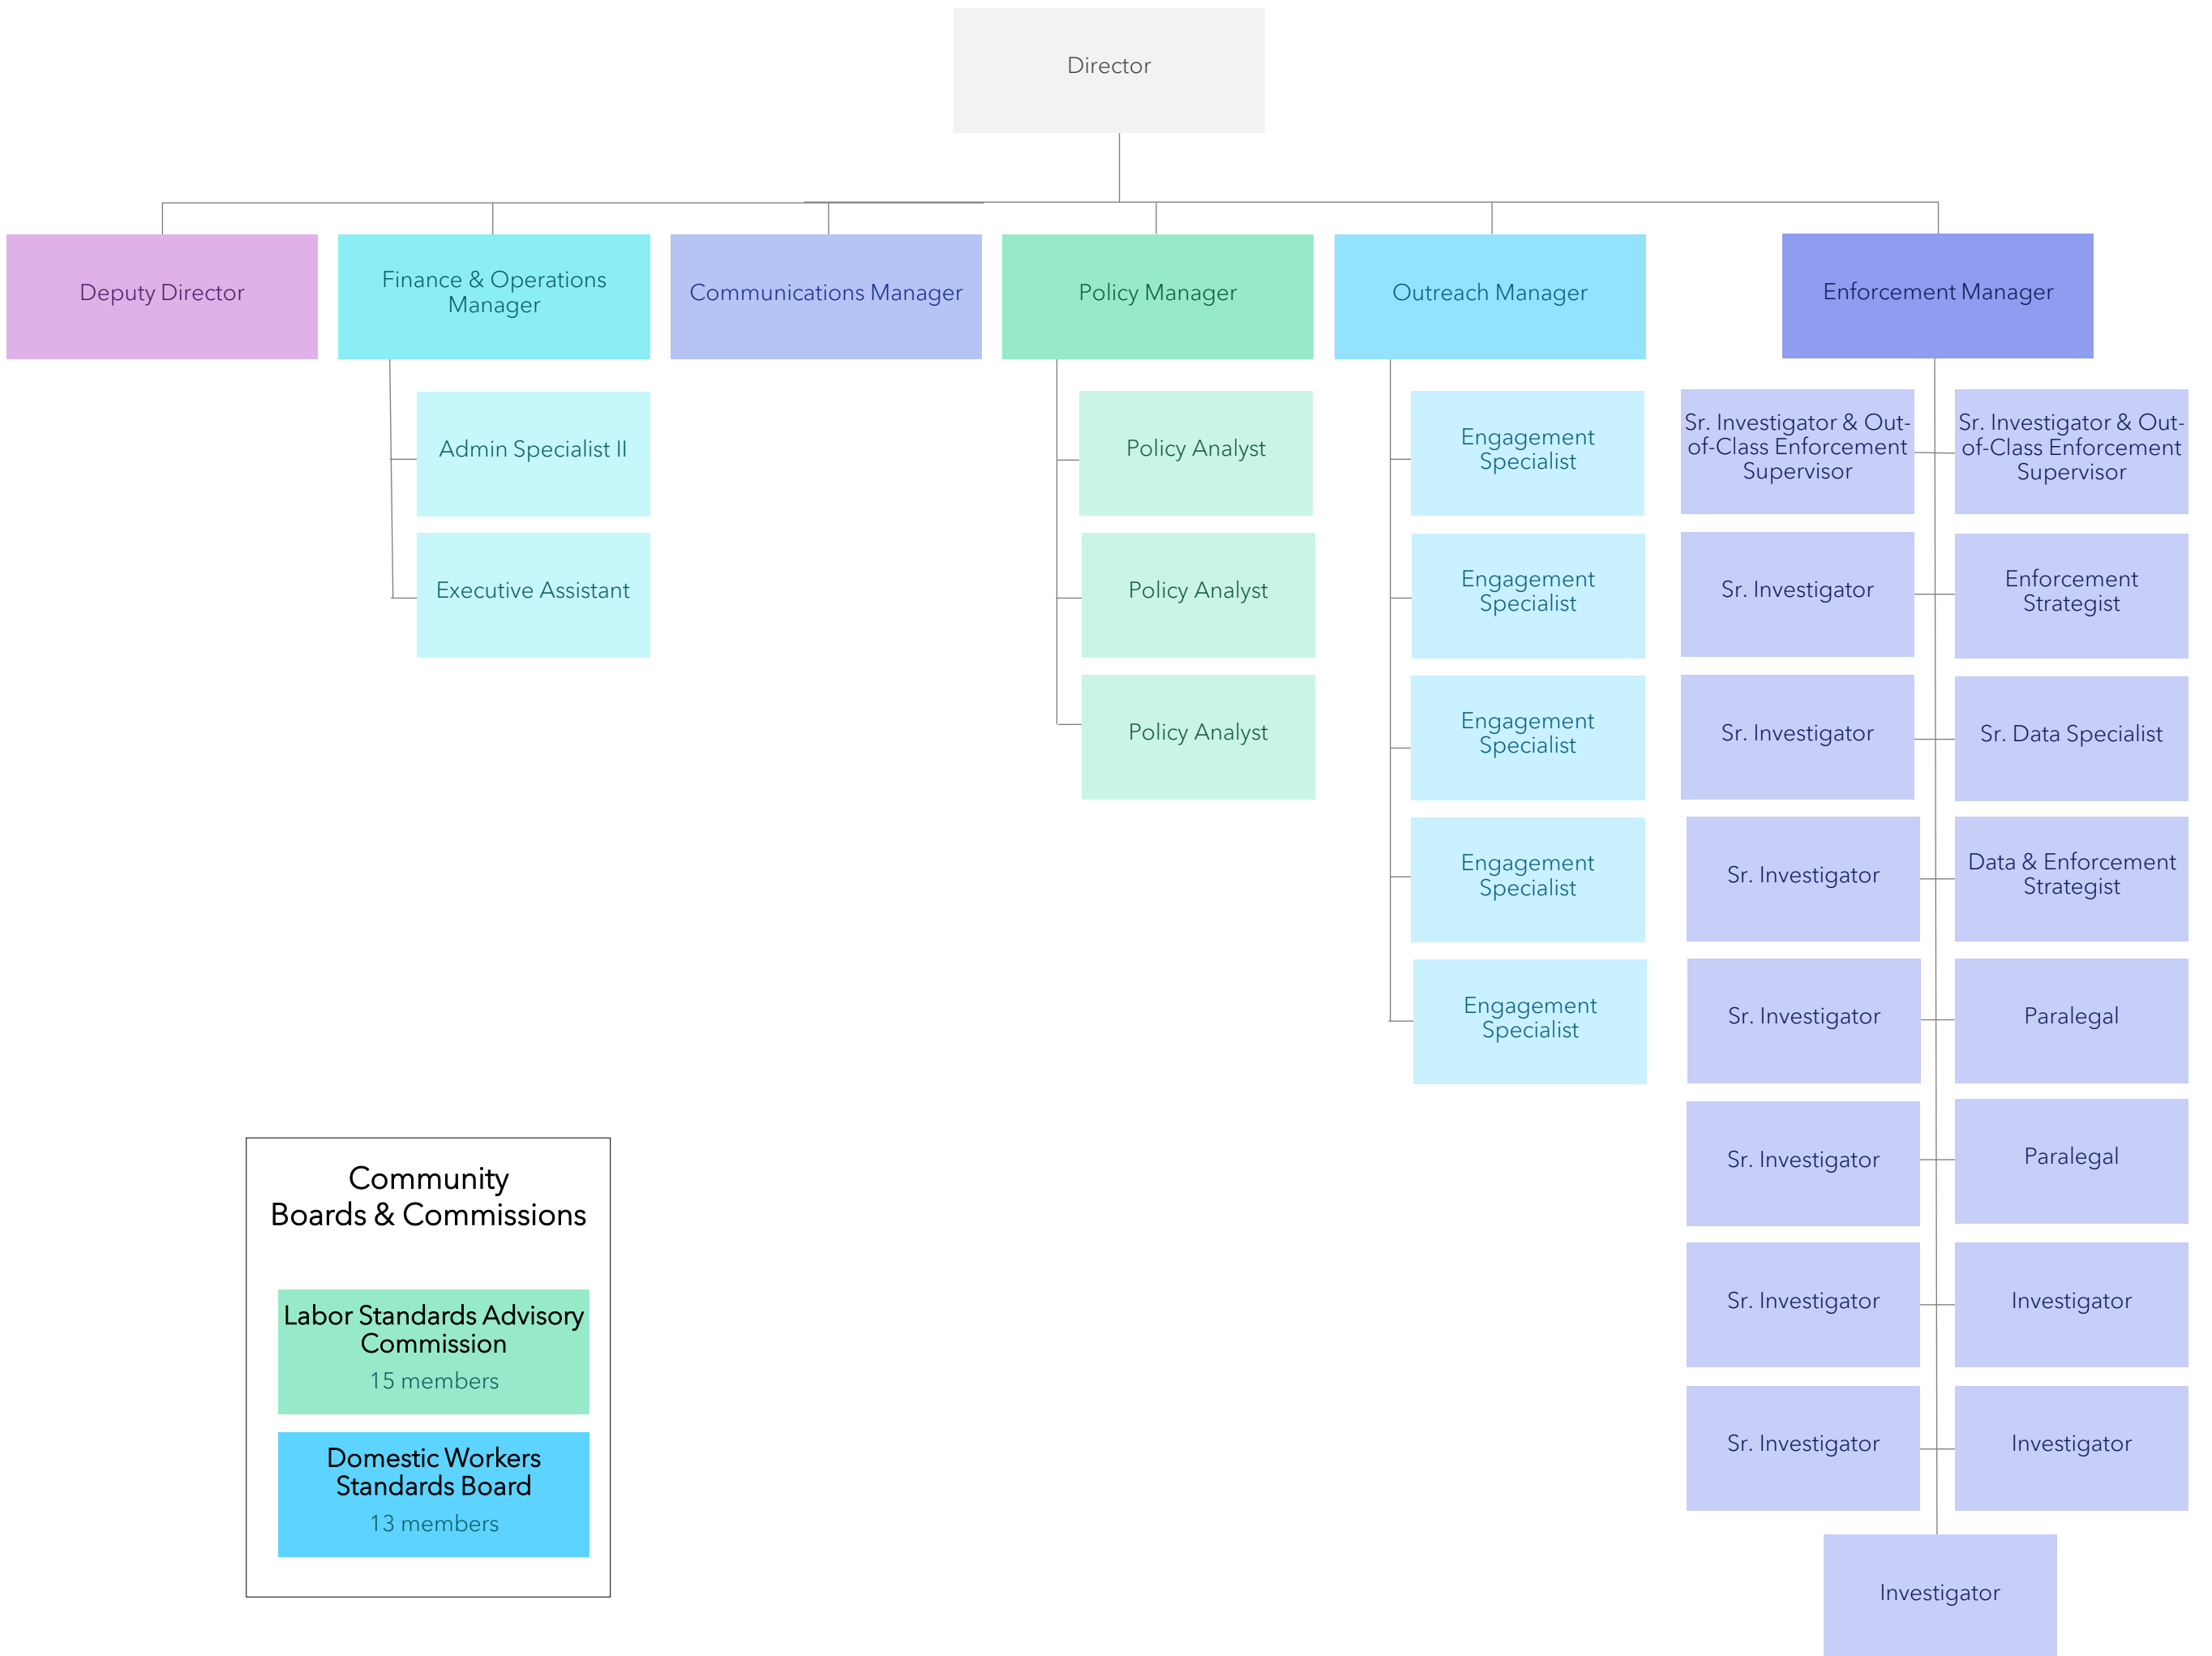 Director
Deputy Director
Finance & Operations
Manager
Communications Manager
Policy Manager
Outreach Manager
Enforcement Manager
Admin Specialist II
Executive Assistant
Policy Analyst
Policy Analyst
Policy Analyst
Engagement
Specialist
Engagement
Specialist
Engagement
Specialist
Engagement
Specialist
Engagement
Specialist
Sr. Investigator & Out-
of-Class Enforcement
Supervisor
Sr. Investigator & Out-
of-Class Enforcement
Supervisor
Sr. Investigator
Enforcement
Strategist
Sr. Investigator
Sr. Data Specialist
Sr. Investigator
Data & Enforcement
Strategist
Sr. Investigator
Paralegal
Sr. Investigator
Paralegal
Sr. Investigator
Investigator
Sr. Investigator
Investigator
Investigator
Community
Boards & Commissions
Labor Standards Advisory
Commission
15 members
Domestic Workers
Standards Board
13 members